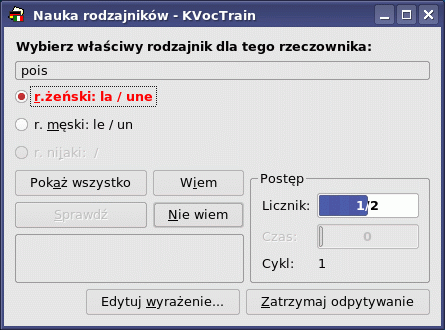 Nauka rodzajników - KVocTrain
Wybierz właściwy rodzajnik dla tego rzeczownika:
pois
r.żeński: la / une
r. męski: le / un
r. nijaki: /
Pokaż wszystko
Wiem
Sprawdź
Nie wiem
Postęp
Licznik: 1/2
Czas: 0
Cykl: 1
Edytuj wyrażenie...
Zatrzymaj odpytywanie